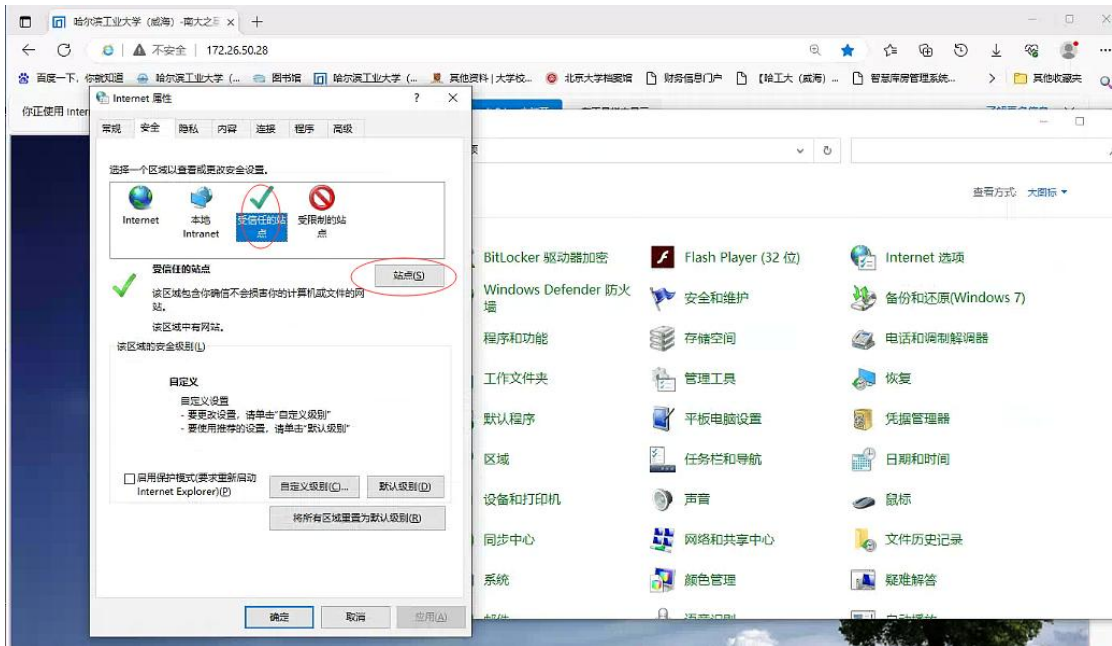 哈尔滨工业大学（威海）-南大之星
不安全 | 172.26.50.28
百度一下，你就知道 哈尔滨工业大学（... 图书馆 哈尔滨工业大学（... 其他资料|大学校... 北京大学档案馆 财务信息门户 【哈工大（威海）... 智慧库房管理系统... 其他收藏夹
你正使用 Inter
Internet 属性
常规 安全 隐私 内容 连接 程序 高级
选择一个区域以查看或更改安全设置。
Internet
本地
Intranet
受信任的站
点
受限制的站
点
受信任的站点
站点(S)
该区域包含你确信不会损害你的计算机或文件的网
站。
该区域中有网站。
该区域的安全级别(L)
自定义
自定义设置
- 要更改设置，请单击“自定义级别”
- 要使用推荐的设置，请单击“默认级别”
启用保护模式(要求重新启动
Internet Explorer)(P)
自定义级别(C)... 默认级别(D)
将所有区域重置为默认级别(R)
确定 取消 应用(A)
查看方式: 大图标
BitLocker 驱动器加密 Flash Player (32 位) Internet 选项
Windows Defender 防火
墙
安全和维护 备份和还原(Windows 7)
程序和功能 存储空间 电话和调制解调器
工作文件夹 管理工具 恢复
默认程序 平板电脑设置 凭据管理器
区域 任务栏和导航 日期和时间
设备和打印机 声音 鼠标
同步中心 网络和共享中心 文件历史记录
系统 颜色管理 疑难解答
邮件 语音识别 自动播放